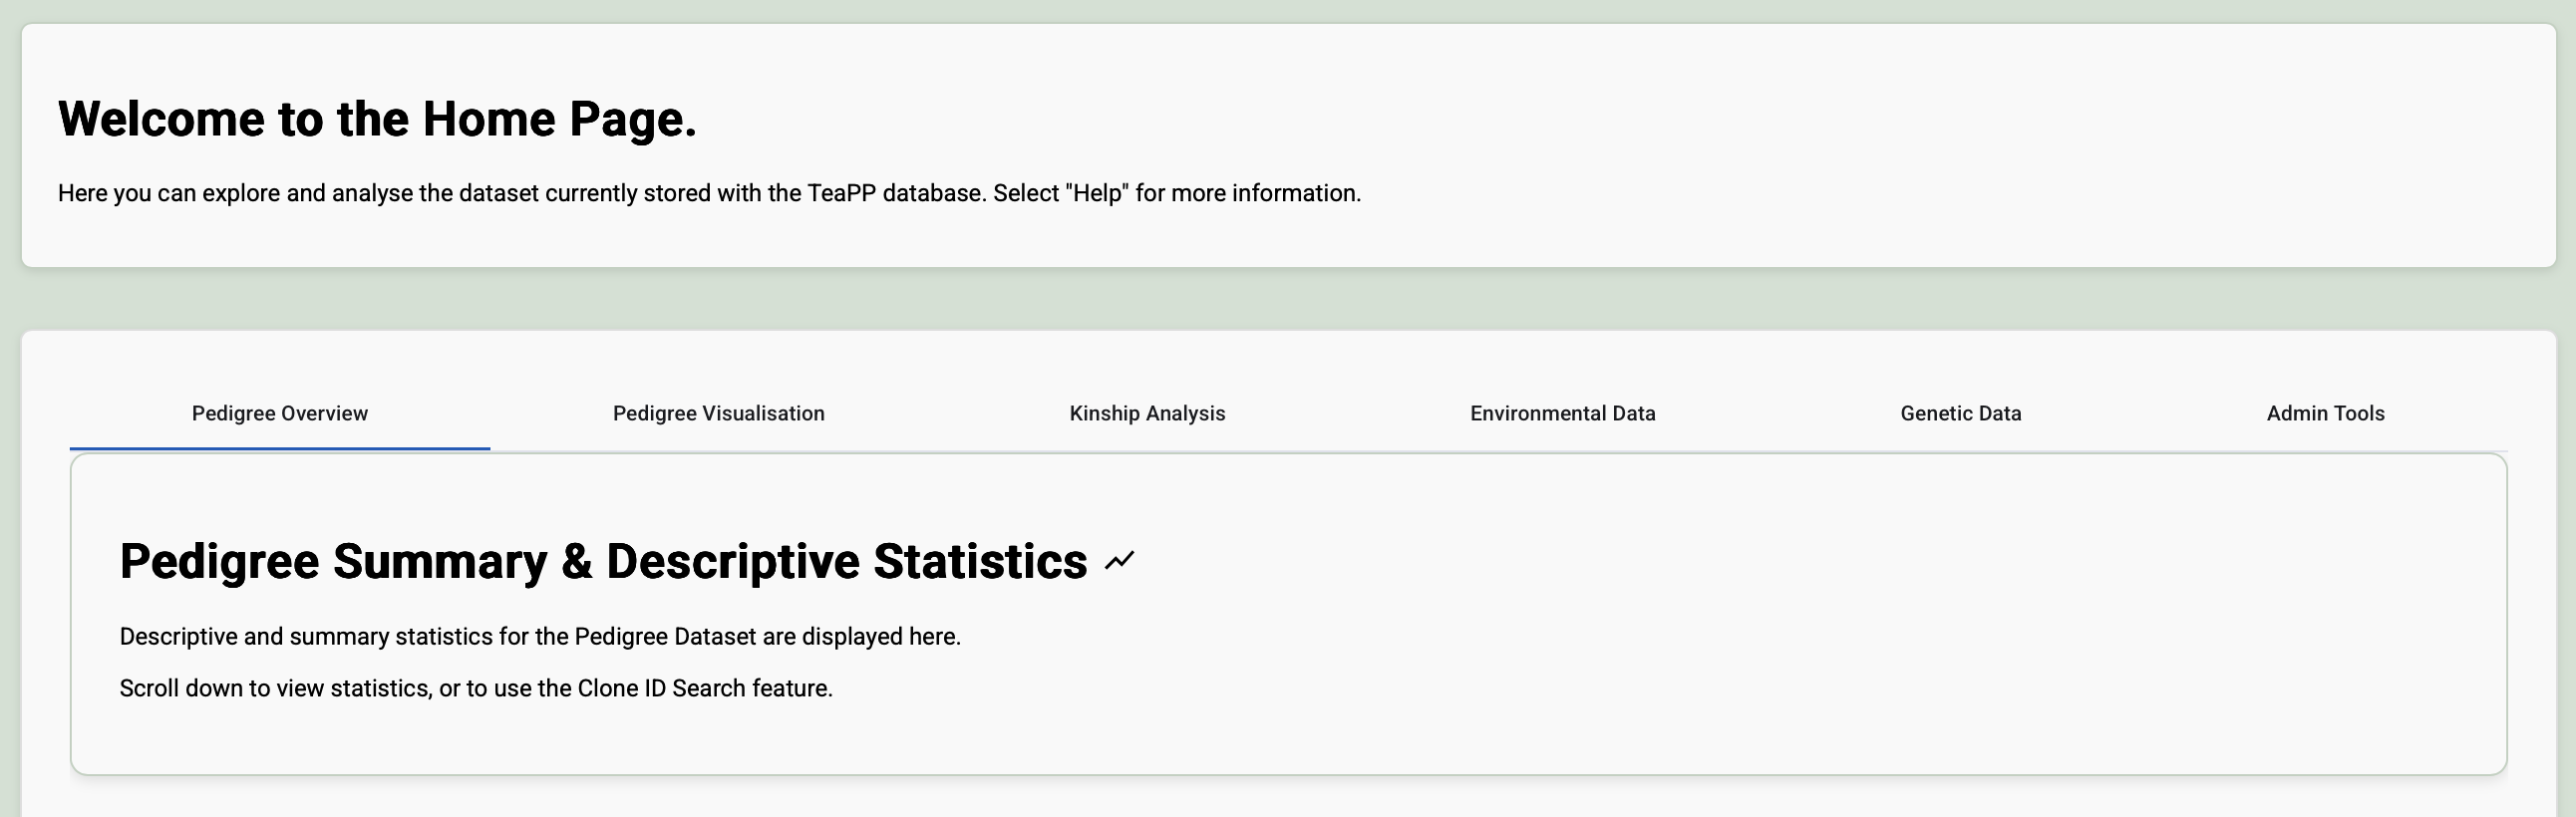 Welcome to the Home Page.
Here you can explore and analyse the dataset currently stored with the TeaPP database. Select "Help" for more information.
Pedigree Overview
Pedigree Visualisation
Kinship Analysis
Environmental Data
Genetic Data
Admin Tools
Pedigree Summary & Descriptive Statistics
Descriptive and summary statistics for the Pedigree Dataset are displayed here.
Scroll down to view statistics, or to use the Clone ID Search feature.